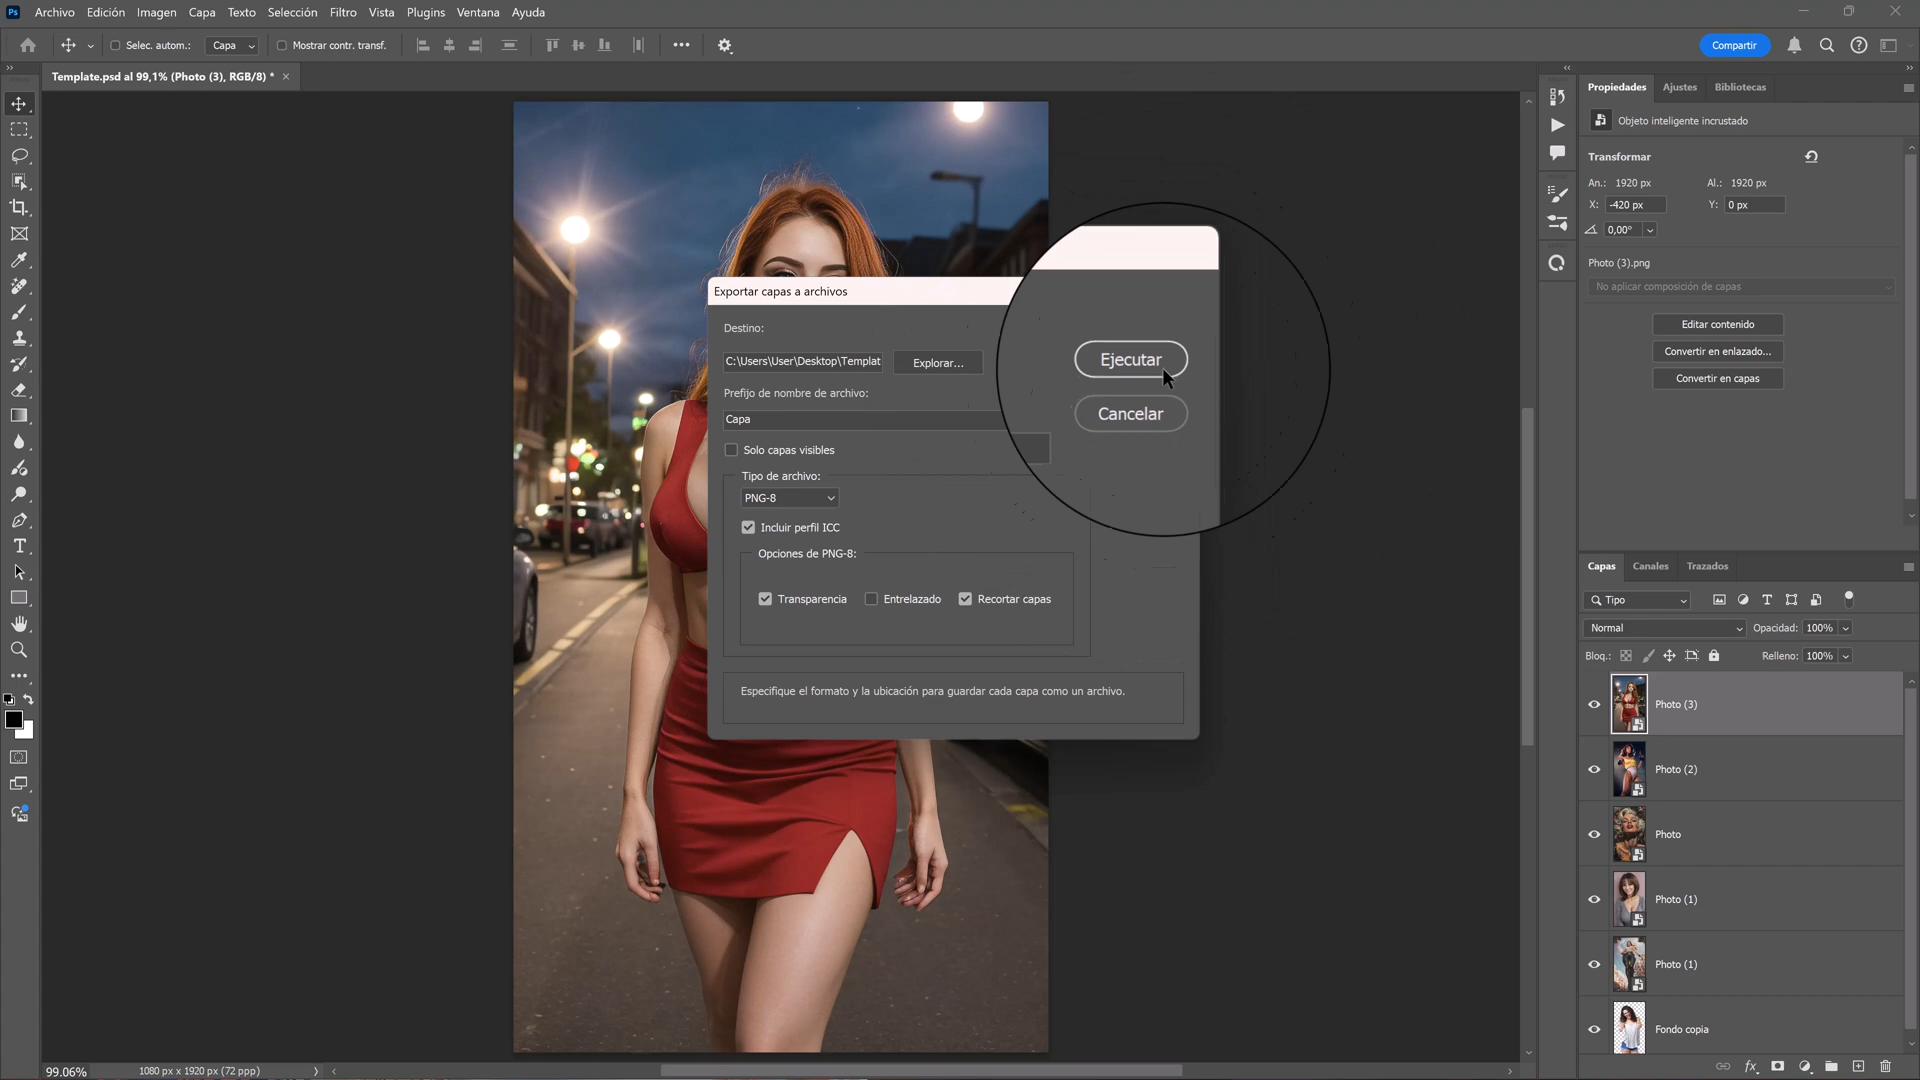 Ps Archivo Edición Imagen Capa Texto Selección Filtro Vista Plugins Ventana Ayuda
Selec. autom.: Capa Mostrar contr. transf. Compartir
Template.psd al 99,1% (Photo (3), RGB/8) *
Propiedades Ajustes Bibliotecas
Objeto inteligente incrustado
Transformar
An.: 1920 px Al.: 1920 px
X: -420 px Y: 0 px
0,00°
Photo (3).png
No aplicar composición de capas
Editar contenido
Convertir en enlazado...
Convertir en capas
Exportar capas a archivos
Destino:
C:\Users\User\Desktop\Templat Explorar...
Ejecutar
Cancelar
Prefijo de nombre de archivo:
Capa
Solo capas visibles
Tipo de archivo:
PNG-8
Incluir perfil ICC
Opciones de PNG-8:
Transparencia Entrelazado Recortar capas
Especifique el formato y la ubicación para guardar cada capa como un archivo.
Capas Canales Trazados
Tipo
Normal Opacidad: 100%
Bloq.: Relleno: 100%
Photo (3)
Photo (2)
Photo
Photo (1)
Photo (1)
Fondo copia
99.06% 1080 px x 1920 px (72 ppp)